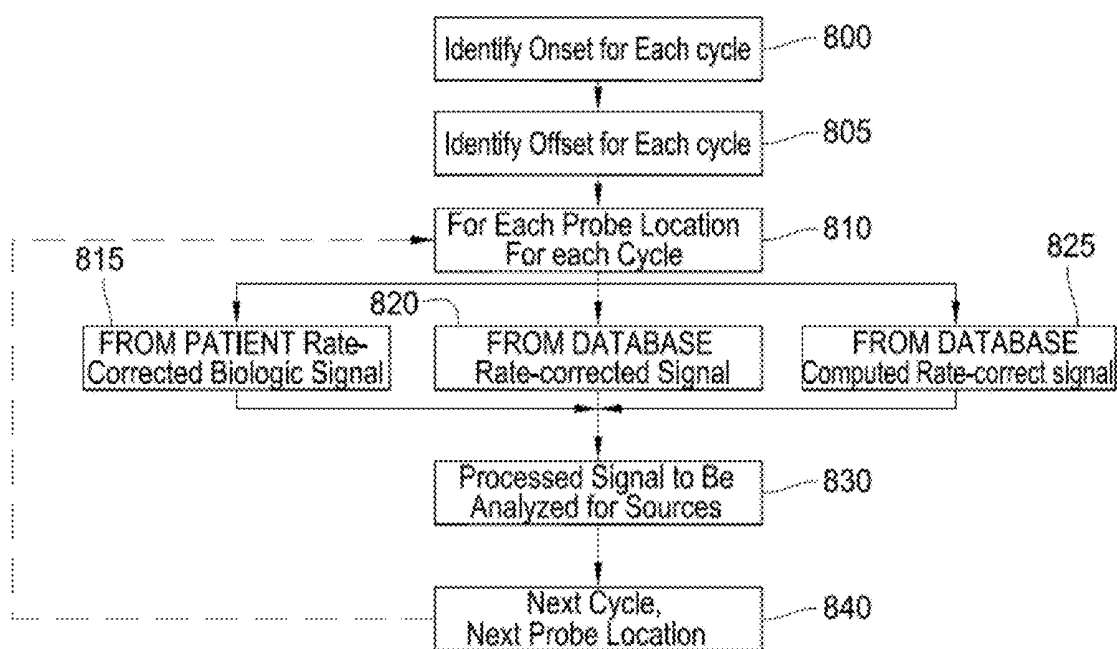 Identify Onset for Each cycle
800
Identify Offset for Each cycle
805
For Each Probe Location
For each Cycle
810
815
820
825
FROM PATIENT Rate-
Corrected Biologic Signal
FROM DATABASE
Rate-corrected Signal
FROM DATABASE
Computed Rate-correct signal
Processed Signal to Be
Analyzed for Sources
830
Next Cycle,
Next Probe Location
840